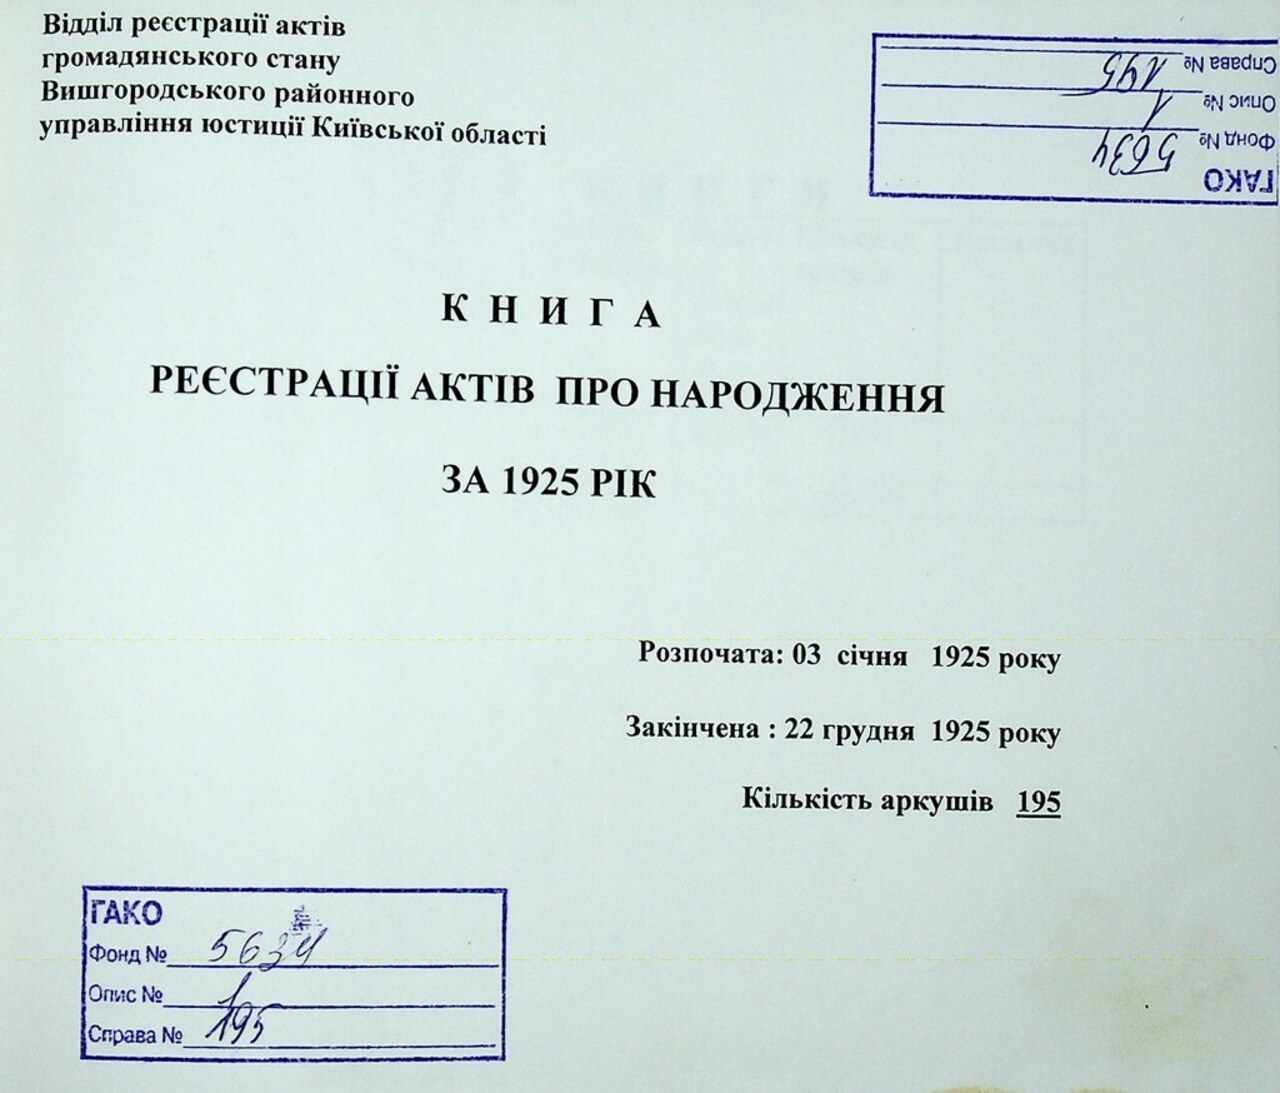 Відділ реєстрації актів
громадянського стану
Вишгородського районного
управління юстиції Київської області
ГАКО
Фонд № 5634
Опис № 1
Справа № 195
К Н И Г А
РЕЄСТРАЦІЇ АКТІВ ПРО НАРОДЖЕННЯ
ЗА 1925 РІК
Розпочата: 03 січня 1925 року
Закінчена : 22 грудня 1925 року
Кількість аркушів 195
ГАКО
Фонд № 5634
Опис № 1
Справа № 195